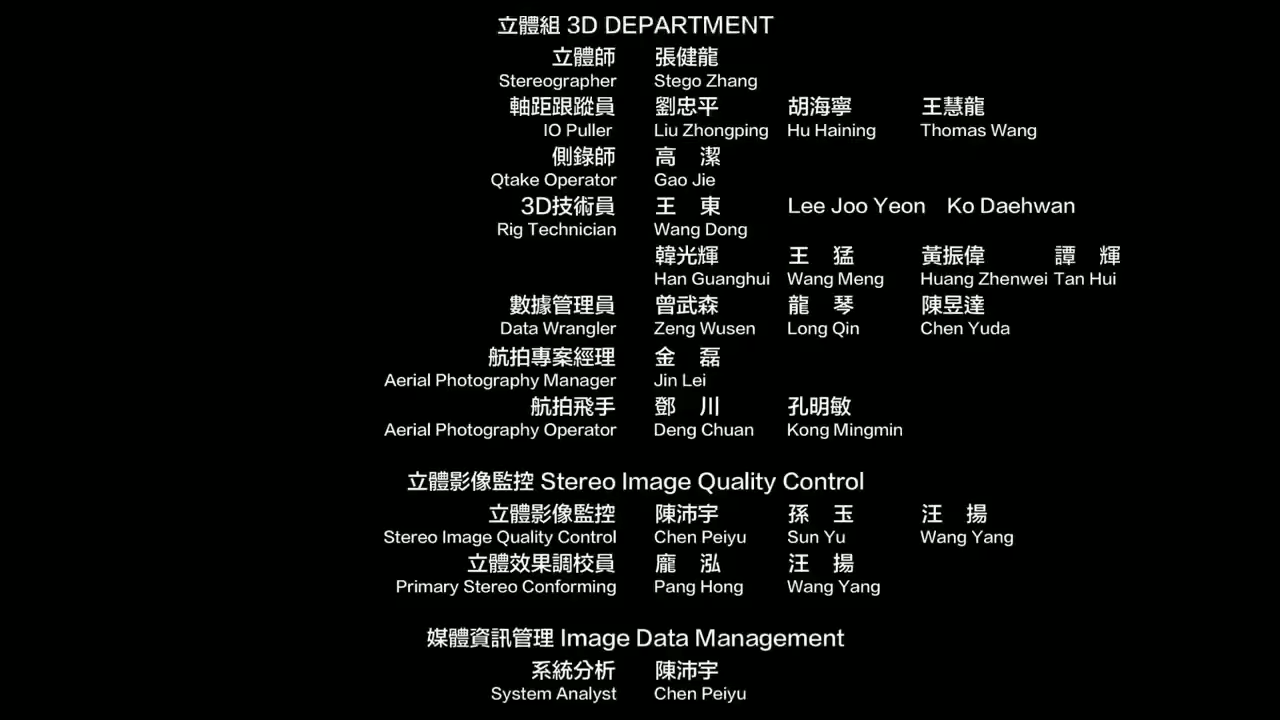 立體組 3D DEPARTMENT
立體師 張健龍
Stereographer Stego Zhang
軸距跟蹤員 劉忠平 胡海寧 王慧龍
IO Puller Liu Zhongping Hu Haining Thomas Wang
側錄師 高 潔
Qtake Operator Gao Jie
3D技術員 王 東 Lee Joo Yeon Ko Daehwan
Rig Technician Wang Dong
韓光輝 王 猛 黃振偉 譚 輝
Han Guanghui Wang Meng Huang Zhenwei Tan Hui
數據管理員 曾武森 龍 琴 陳昱達
Data Wrangler Zeng Wusen Long Qin Chen Yuda
航拍專案經理 金 磊
Aerial Photography Manager Jin Lei
航拍飛手 鄧 川 孔明敏
Aerial Photography Operator Deng Chuan Kong Mingmin
立體影像監控 Stereo Image Quality Control
立體影像監控 陳沛宇 孫 玉 汪 揚
Stereo Image Quality Control Chen Peiyu Sun Yu Wang Yang
立體效果調校員 龐 泓 汪 揚
Primary Stereo Conforming Pang Hong Wang Yang
媒體資訊管理 Image Data Management
系統分析 陳沛宇
System Analyst Chen Peiyu